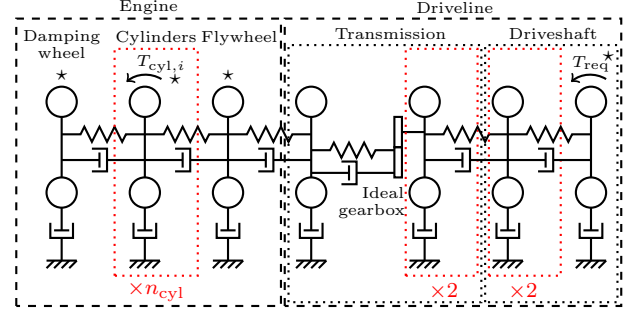 Engine
Driveline
Damping
wheel
Cylinders
Flywheel
Transmission
Driveshaft
⋆
T_cyl,i ⋆
⋆
T_req ⋆
Ideal
gearbox
×n_cyl
×2
×2